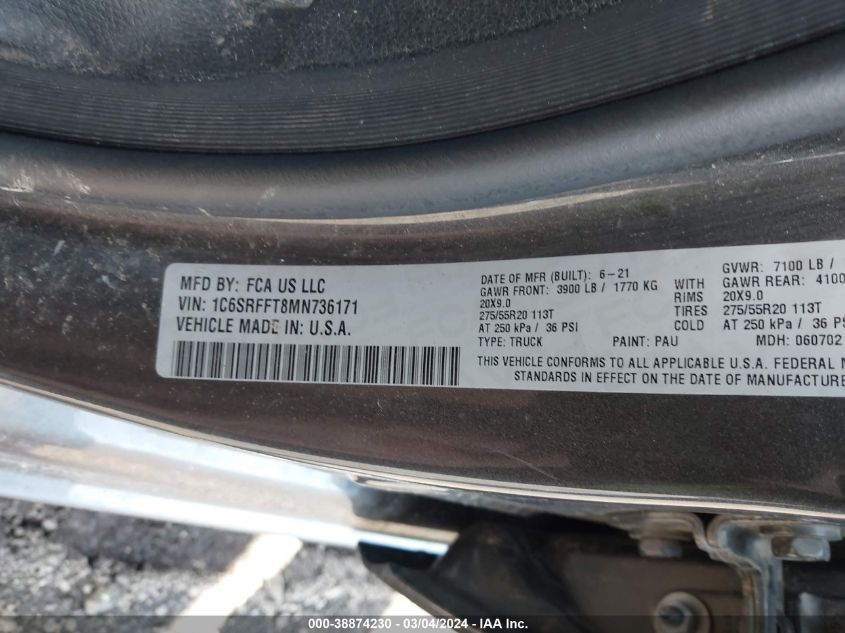 MFD BY: FCA US LLC
VIN: 1C6SRFFT8MN736171
VEHICLE MADE IN: U.S.A.
DATE OF MFR (BUILT): 6-21
GAWR FRONT: 3900 LB / 1770 KG
20X9.0
275/55R20 113T
AT 250 kPa / 36 PSI
TYPE: TRUCK
WITH
RIMS
TIRES
COLD
GVWR: 7100 LB /
GAWR REAR: 4100
20X9.0
275/55R20 113T
AT 250 kPa / 36 PS
PAINT: PAU
MDH: 060702
THIS VEHICLE CONFORMS TO ALL APPLICABLE U.S.A. FEDERAL
STANDARDS IN EFFECT ON THE DATE OF MANUFACTURE
000-38874230 - 03/04/2024 - IAA Inc.